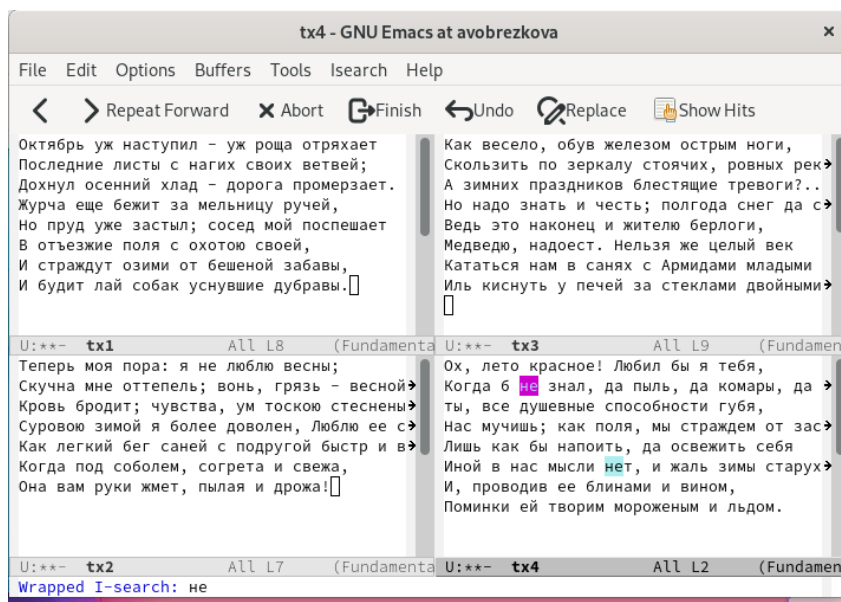 tx4 - GNU Emacs at avobrezkova
File Edit Options Buffers Tools Isearch Help
Repeat Forward Abort Finish Undo Replace Show Hits
Октябрь уж наступил - уж роща отряхает
Последние листы с нагих своих ветвей;
Дохнул осенний хлад - дорога промерзает.
Журча еще бежит за мельницу ручей,
Но пруд уже застыл; сосед мой поспешает
В отъезжие поля с охотою своей,
И страждут озими от бешеной забавы,
И будит лай собак уснувшие дубравы.
U:**- tx1 All L8 (Fundamenta
Как весело, обув железом острым ноги,
Скользить по зеркалу стоячих, ровных рек
А зимних праздников блестящие тревоги?..
Но надо знать и честь; полгода снег да с
Ведь это наконец и жителю берлоги,
Медведю, надоест. Нельзя же целый век
Кататься нам в санях с Армидами младыми
Иль киснуть у печей за стеклами двойными
U:**- tx3 All L9 (Fundamen
Теперь моя пора: я не люблю весны;
Скучна мне оттепель; вонь, грязь - весной
Кровь бродит; чувства, ум тоскою стеснены
Суровою зимой я более доволен, Люблю ее с
Как легкий бег саней с подругой быстр и в
Когда под соболем, согрета и свежа,
Она вам руки жмет, пылая и дрожа!
U:**- tx2 All L7 (Fundamenta
Ох, лето красное! Любил бы я тебя,
Когда б не знал, да пыль, да комары, да
ты, все душевные способности губя,
Нас мучишь; как поля, мы страждем от зас
Лишь как бы напоить, да освежить себя
Иной в нас мысли нет, и жаль зимы старух
И, проводив ее блинами и вином,
Поминки ей творим мороженым и льдом.
U:**- tx4 All L2 (Fundamen
Wrapped I-search: не